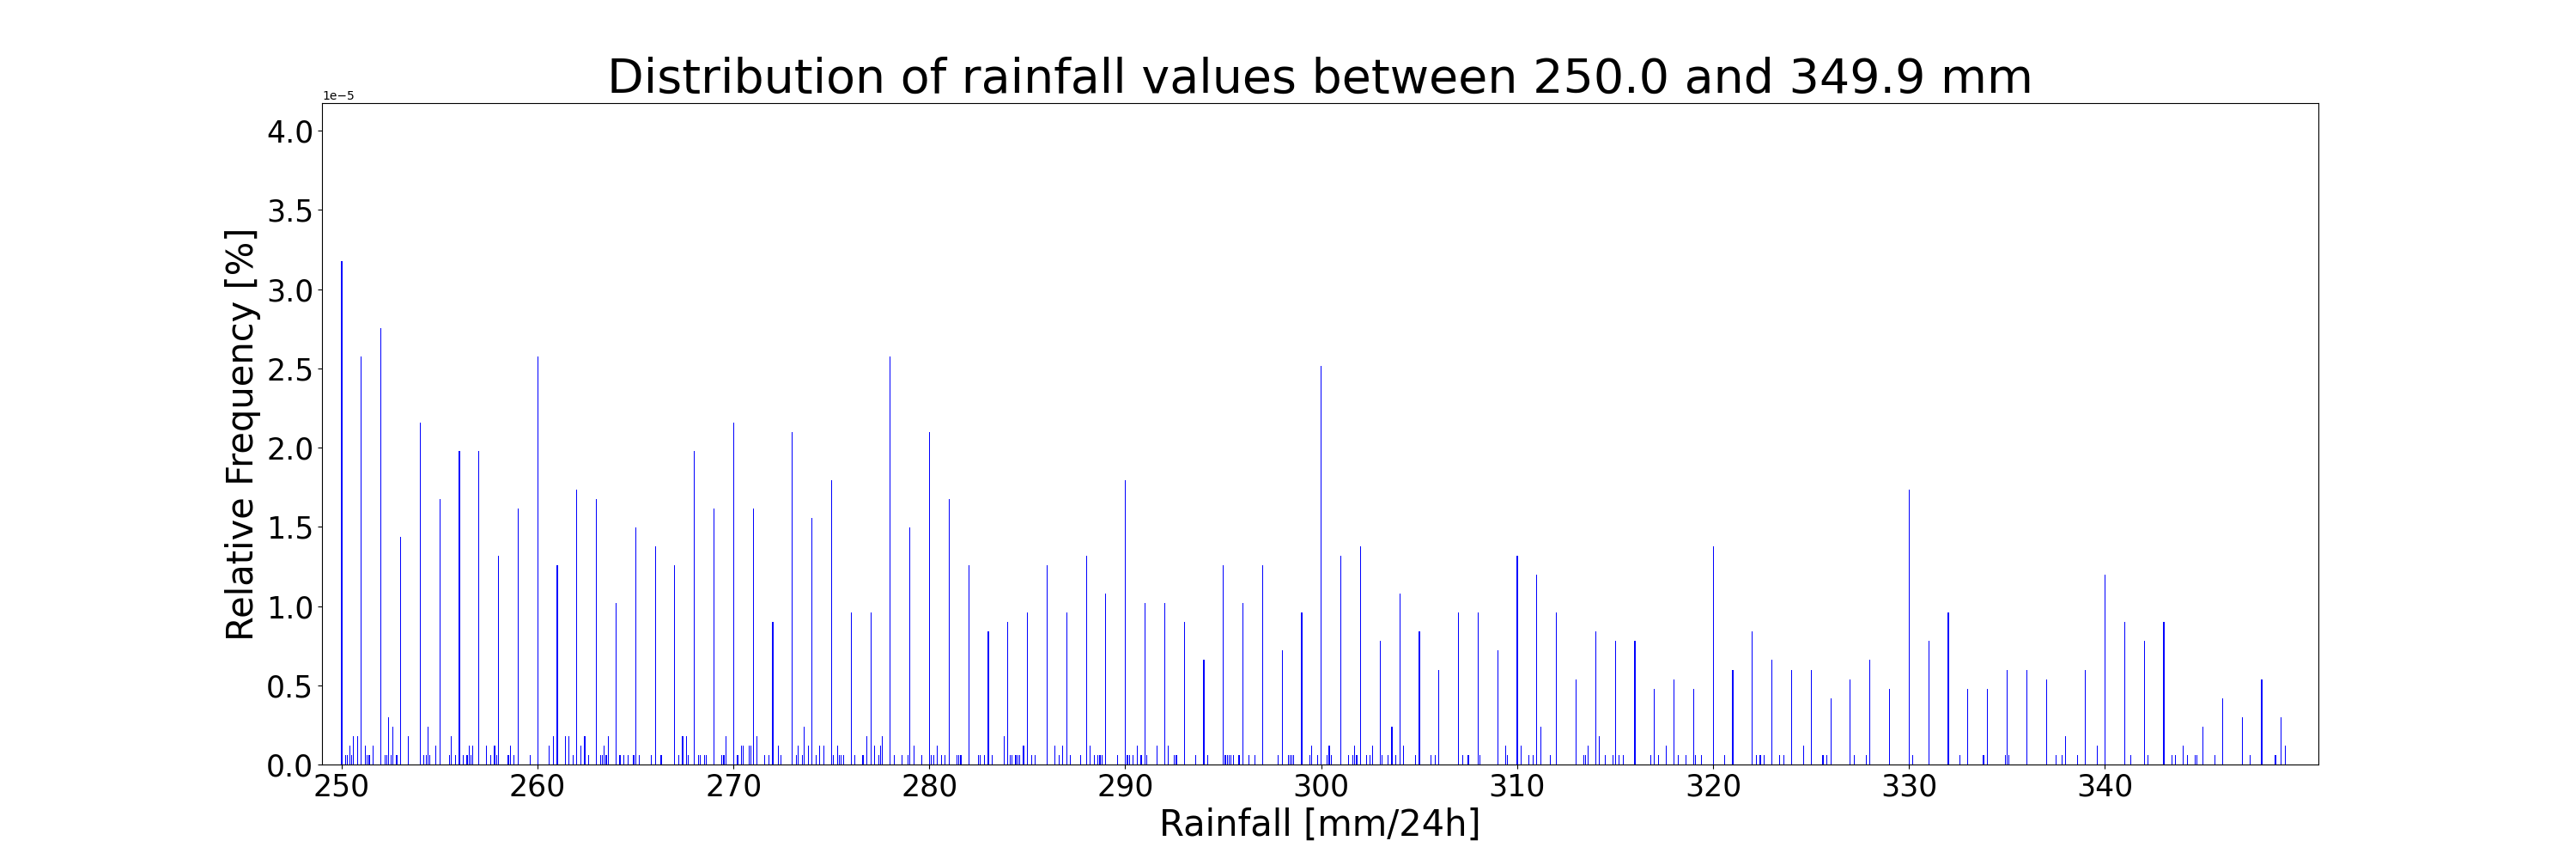 Distribution of rainfall values between 250.0 and 349.9 mm
1e−5
4.0
3.5
3.0
2.5
2.0
1.5
1.0
0.5
0.0
Relative Frequency [%]
250 260 270 280 290 300 310 320 330 340
Rainfall [mm/24h]